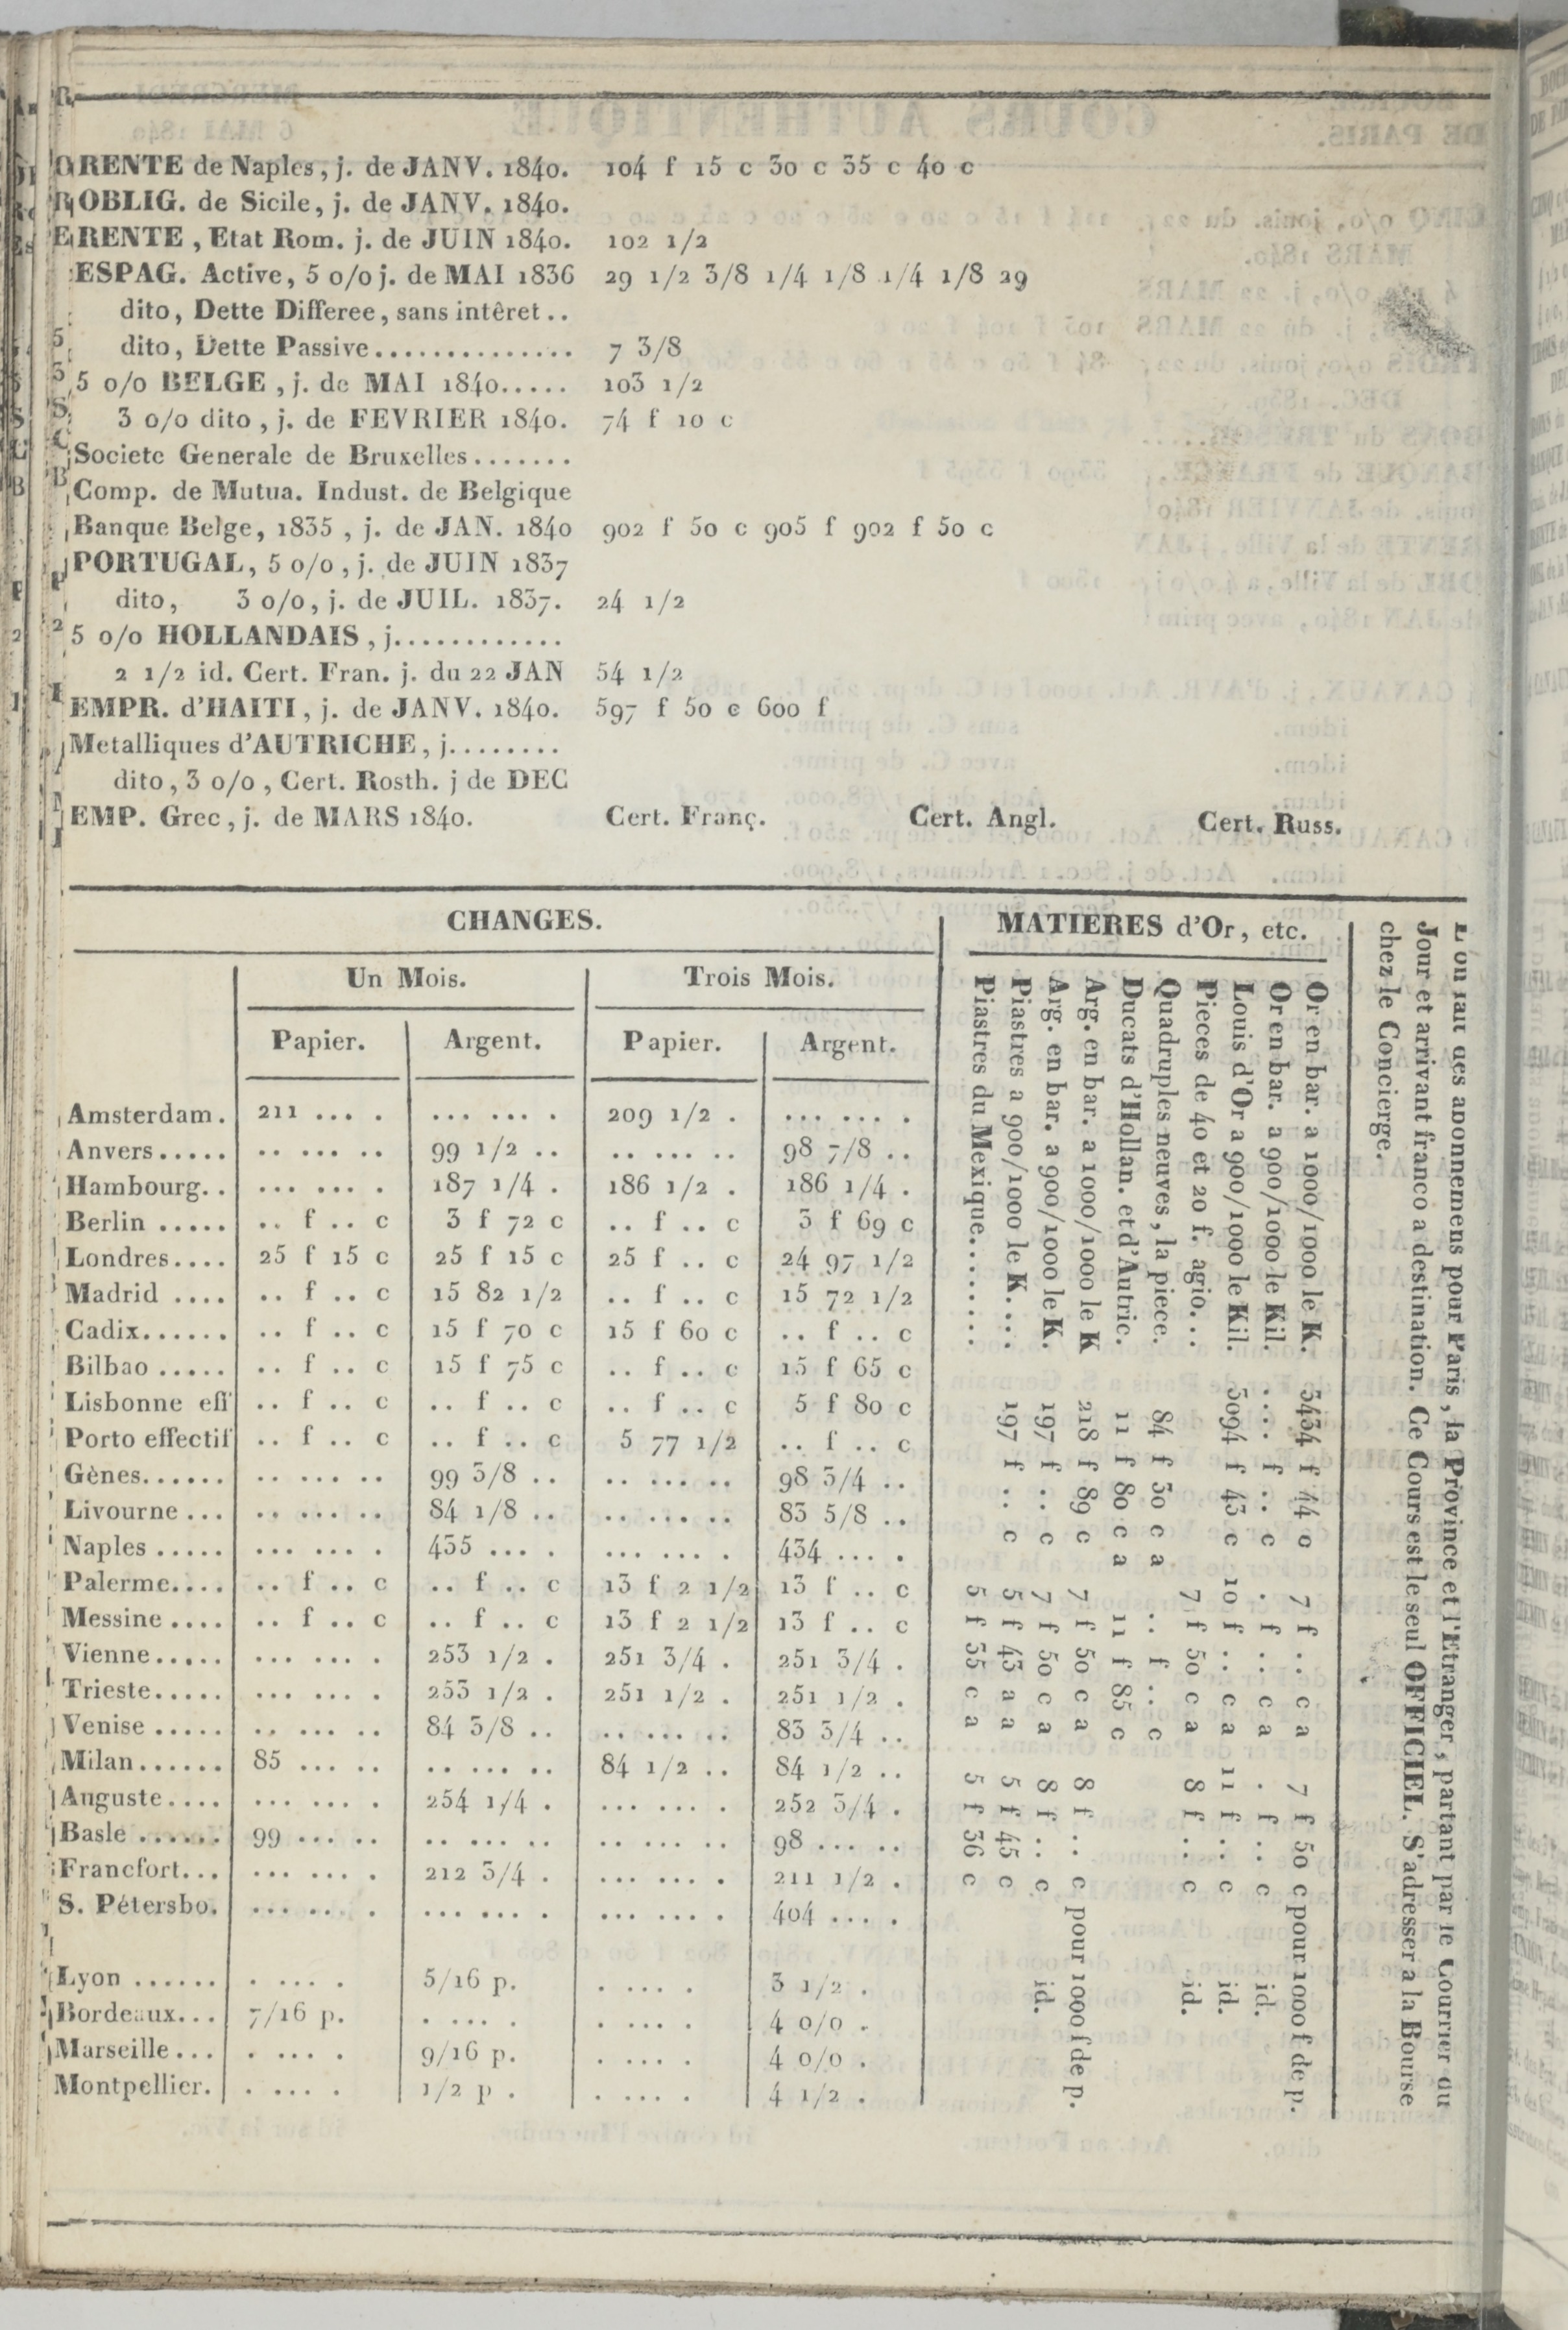 RENTE de Naples, j. de JANV. 1840. 104 f 15 c 30 c 35 c 40 c
OBLIG. de Sicile, j. de JANV. 1840.
RENTE, Etat Rom. j. de JUIN 1840. 102 1/2
ESPAG. Active, 5 o/o j. de MAI 1836 29 1/2 3/8 1/4 1/8 1/4 1/8 29
dito, Dette Differee, sans intêret..
dito, Dette Passive.............. 7 3/8
5 o/o BELGE, j. de MAI 1840..... 103 1/2
3 o/o dito, j. de FEVRIER 1840. 74 f 10 c
Societe Generale de Bruxelles.......
Comp. de Mutua. Indust. de Belgique
Banque Belge, 1835, j. de JAN. 1840 902 f 50 c 905 f 902 f 50 c
PORTUGAL, 5 o/o, j. de JUIN 1837
dito, 3 o/o, j. de JUIL. 1837. 24 1/2
5 o/o HOLLANDAIS, j............
2 1/2 id. Cert. Fran. j. du 22 JAN 54 1/2
EMPR. d'HAITI, j. de JANV. 1840. 597 f 50 c 600 f
Metalliques d'AUTRICHE, j........
dito, 3 o/o, Cert. Rosth. j de DEC
EMP. Grec, j. de MARS 1840. Cert. Franç. Cert. Angl. Cert. Russ.
CHANGES.
Un Mois. Trois Mois.
Papier. Argent. Papier. Argent.
Amsterdam. 211 ... . ... ... . 209 1/2 . ... ... .
Anvers..... .. ... .. 99 1/2 .. .. ... .. 98 7/8 ..
Hambourg.. ... ... . 187 1/4 . 186 1/2 . 186 1/4 .
Berlin ..... .. f .. c 3 f 72 c .. f .. c 3 f 69 c
Londres.... 25 f 15 c 25 f 15 c 25 f .. c 24 97 1/2
Madrid .... .. f .. c 15 82 1/2 .. f .. c 15 72 1/2
Cadix...... .. f .. c 15 f 70 c 15 f 60 c .. f .. c
Bilbao ..... .. f .. c 15 f 75 c .. f .. c 15 f 65 c
Lisbonne eff .. f .. c .. f .. c .. f .. c 5 f 80 c
Porto effectif .. f .. c .. f .. c 5 77 1/2 .. f .. c
Gènes...... .. ... .. 99 3/8 .. .. ... .. 98 3/4 ..
Livourne ... .. ... .. 84 1/8 .. .. ... .. 83 5/8 ..
Naples ..... ... ... . 435 ... . ... ... . 434 ... .
Palerme.... .. f .. c .. f .. c 13 f 2 1/2 13 f .. c
Messine .... .. f .. c .. f .. c 13 f 2 1/2 13 f .. c
Vienne..... ... ... . 253 1/2 . 251 3/4 . 251 3/4 .
Trieste..... ... ... . 253 1/2 . 251 1/2 . 251 1/2 .
Venise ..... .. ... .. 84 3/8 .. .. ... .. 83 3/4 ..
Milan...... 85 ... .. .. ... .. 84 1/2 .. 84 1/2 ..
Auguste.... ... ... . 254 1/4 . ... ... . 252 3/4 .
Basle ...... 99 ... .. .. ... .. .. ... .. 98 ... ..
Francfort... ... ... . 212 3/4 . ... ... . 211 1/2 .
S. Pétersbo. ... ... . ... ... . ... ... . 404 ... .
Lyon ...... . ... . 5/16 p. . ... . 3 1/2 .
Bordeaux... 7/16 p. . ... . . ... . 4 o/o .
Marseille ... . ... . 9/16 p. . ... . 4 o/o .
Montpellier. . ... . 1/2 p . . ... . 4 1/2 .
MATIERES d'Or, etc.
Or en bar. a 1000/1000 le K. 3434 f 44 c 7 f .. c a 7 f 50 c pour 1000 f de p.
Or en bar. a 900/1000 le Kil. .... f .. c . f .. c a . f .. c id.
Louis d'Or a 900/1000 le Kil. 3094 f 43 c 10 f .. c a 11 f .. c id.
Pieces de 40 et 20 f. agio... 7 f 50 c a 8 f .. c id.
Quadruples neuves, la piece. 84 f 30 c a .. f .. c
Ducats d'Hollan. et d'Autric. 11 f 80 c a 11 f 85 c
Arg. en bar. a 1000/1000 le K 218 f 89 c 7 f 50 c a 8 f .. c pour 1000 f de p.
Arg. en bar. a 900/1000 le K. 197 f .. c 7 f 50 c a 8 f .. c id.
Piastres a 900/1000 le K.... 197 f .. c 5 f 43 a a 5 f 45 c
Piastres du Mexique....... 5 f 35 c a 5 f 36 c
L'on fait des abonnemens pour Paris, la Province et l'Etranger, partant par le Courrier du
Jour et arrivant franco a destination. Ce Cours est le seul OFFICIEL. S'adresser a la Bourse
chez le Concierge.